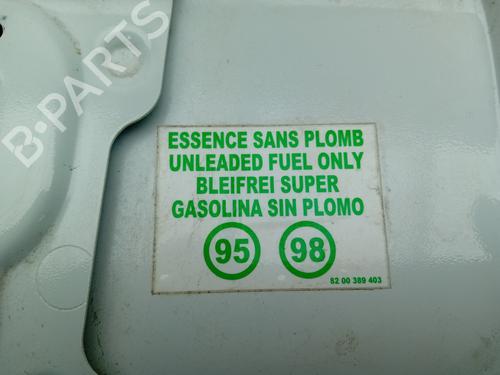 B-PARTS
ESSENCE SANS PLOMB
UNLEADED FUEL ONLY
BLEIFREI SUPER
GASOLINA SIN PLOMO
95 98
82 00 389 403